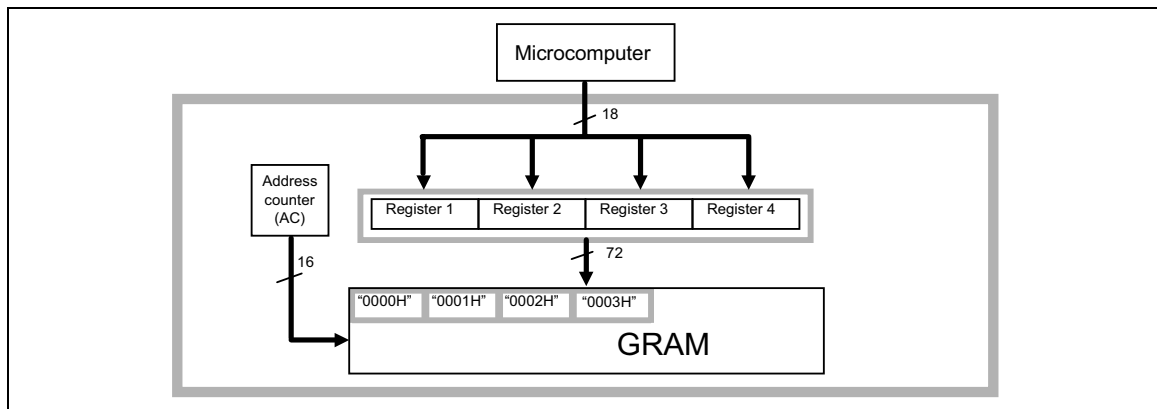 Microcomputer
18
Address
counter
(AC)
Register 1 Register 2 Register 3 Register 4
16
72
“0000H” “0001H” “0002H” “0003H”
GRAM